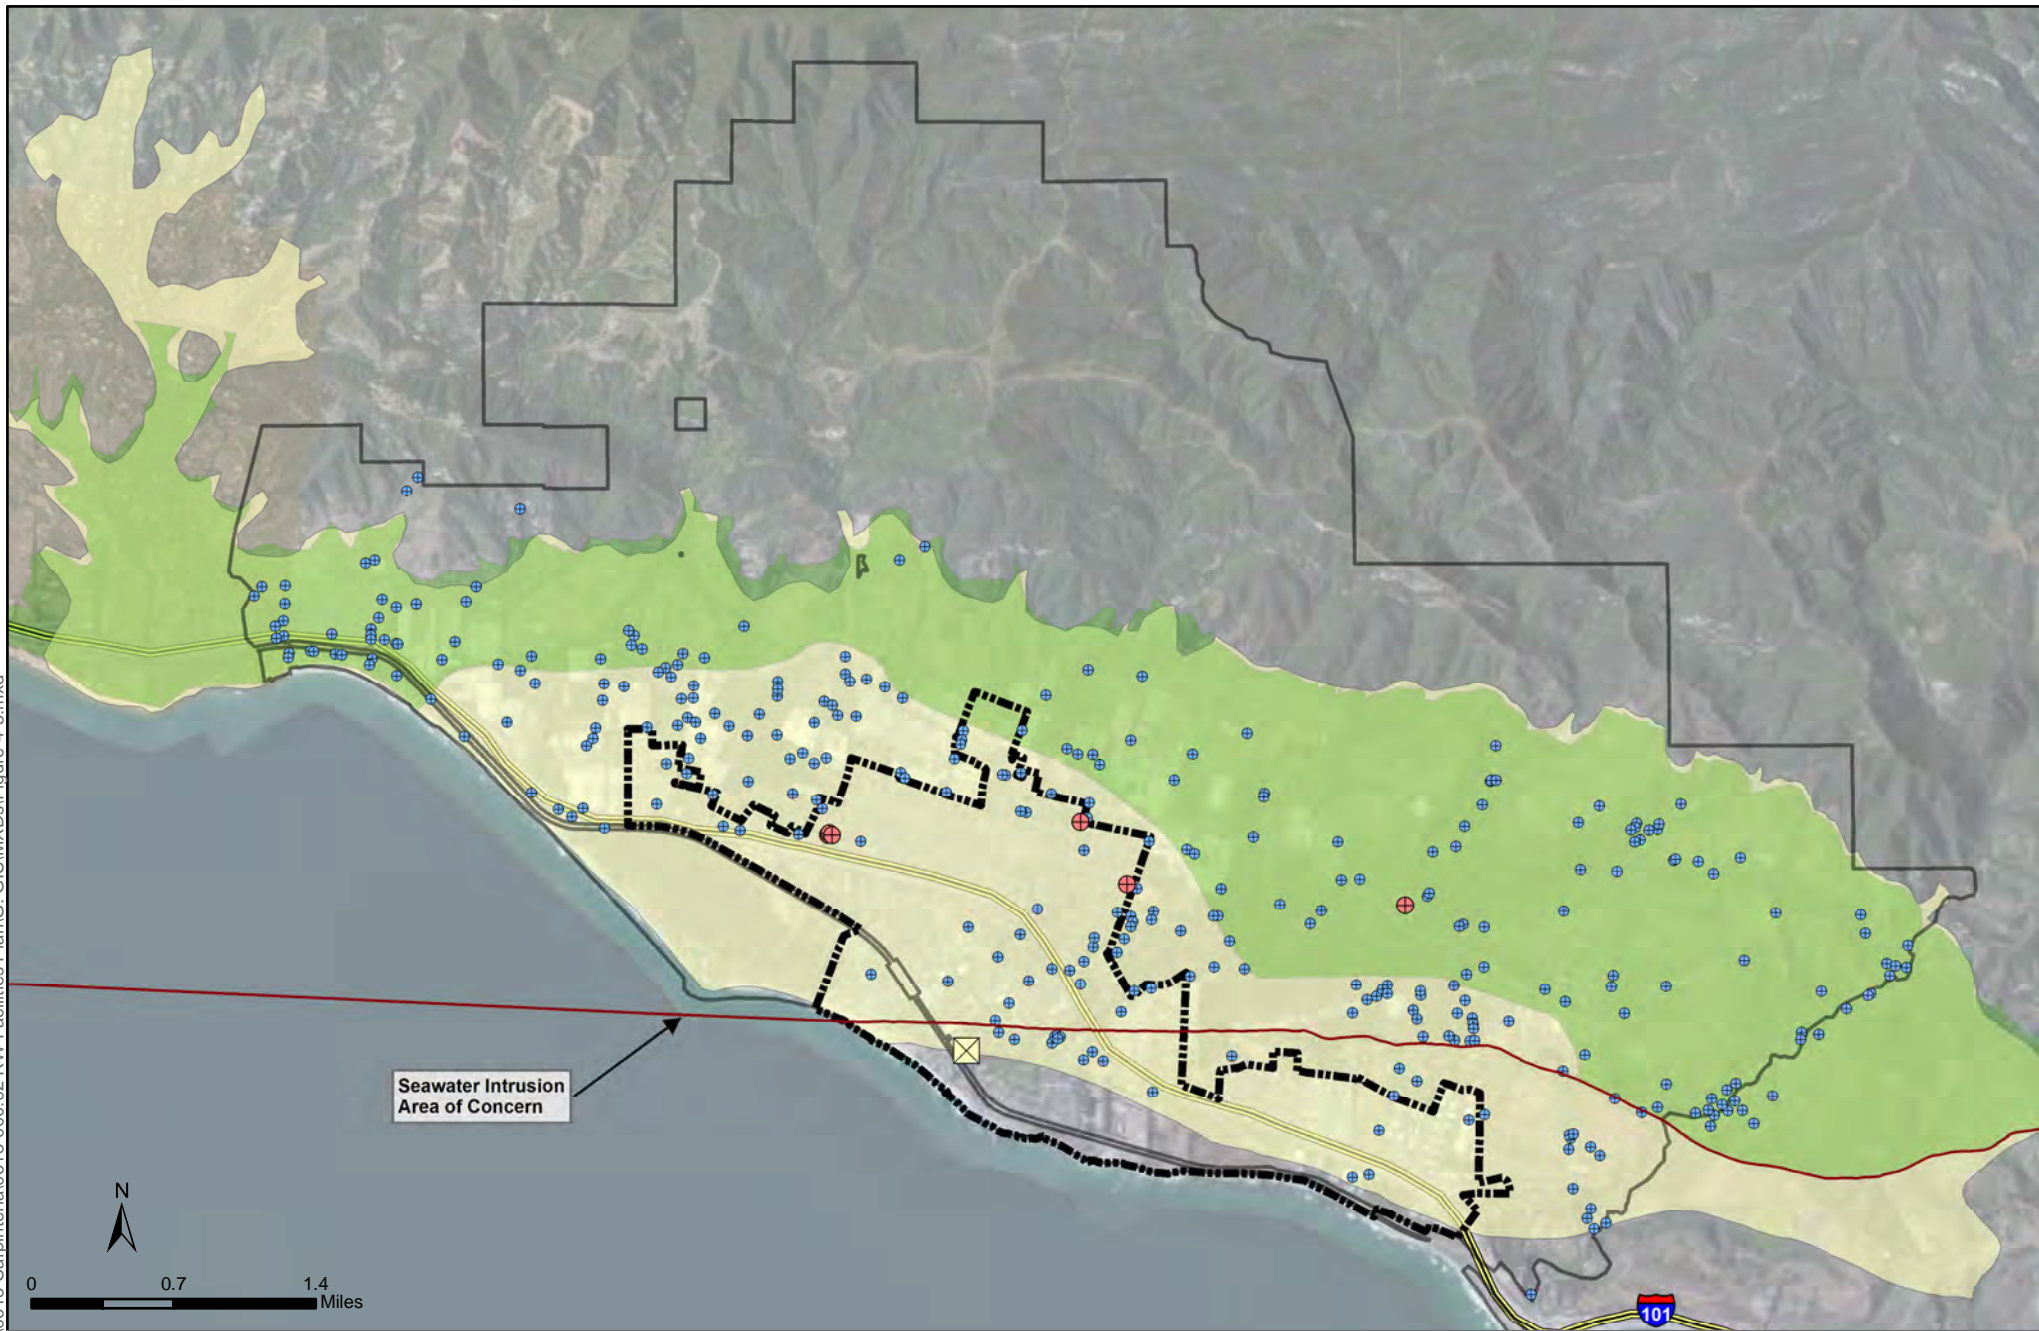 Seawater Intrusion
Area of Concern
N
0 0.7 1.4
Miles
101